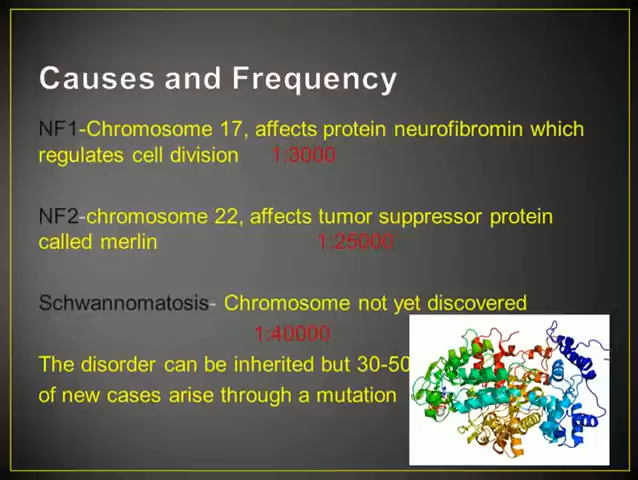 Causes and Frequency
NF1-Chromosome 17, affects protein neurofibromin which
regulates cell division 1:3000
NF2-chromosome 22, affects tumor suppressor protein
called merlin 1:25000
Schwannomatosis- Chromosome not yet discovered
1:40000
The disorder can be inherited but 30-50
of new cases arise through a mutation